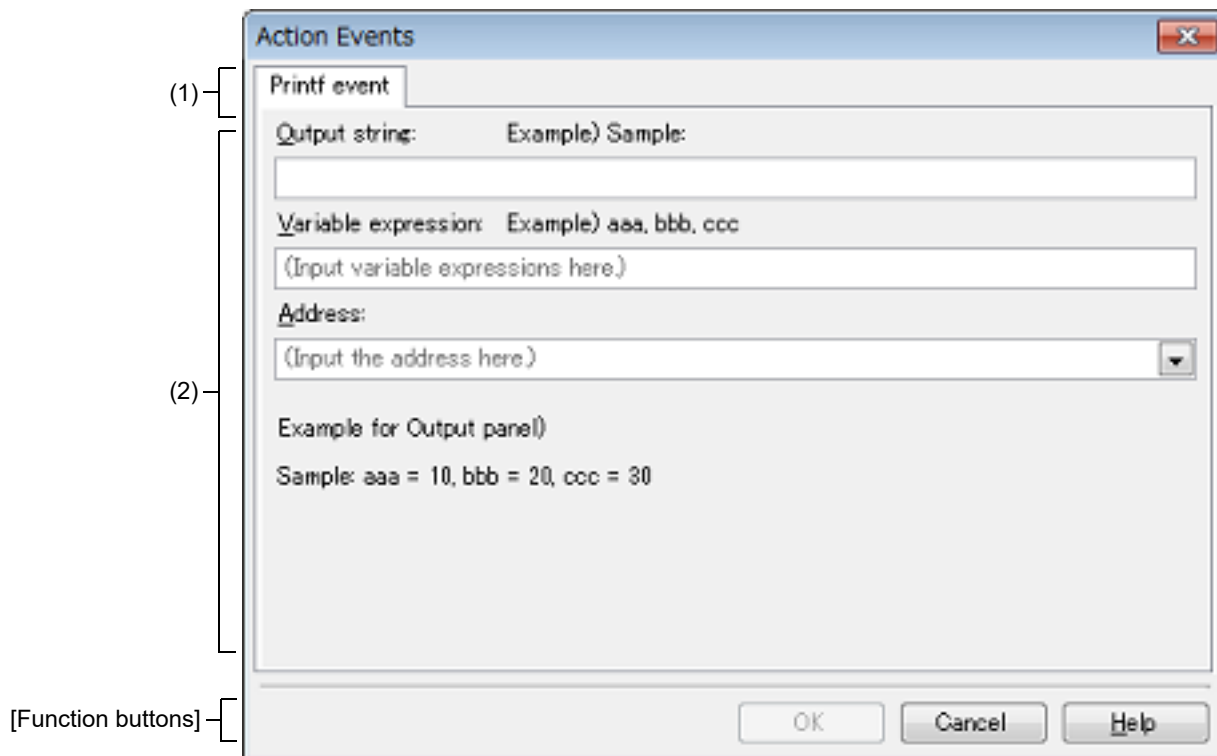 Action Events
(1)
Printf event
Output string: Example) Sample:
Variable expression: Example) aaa, bbb, ccc
(Input variable expressions here.)
Address:
(Input the address here.)
(2)
Example for Output panel)
Sample: aaa = 10, bbb = 20, ccc = 30
[Function buttons]
OK Cancel Help